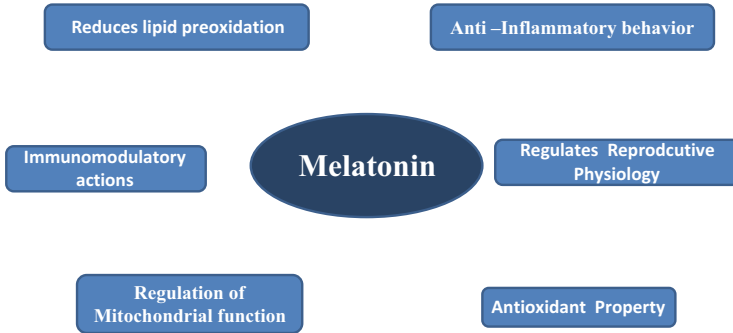 Reduces lipid preoxidation
Anti –Inflammatory behavior
Immunomodulatory
actions
Melatonin
Regulates Reprodcutive
Physiology
Regulation of
Mitochondrial function
Antioxidant Property